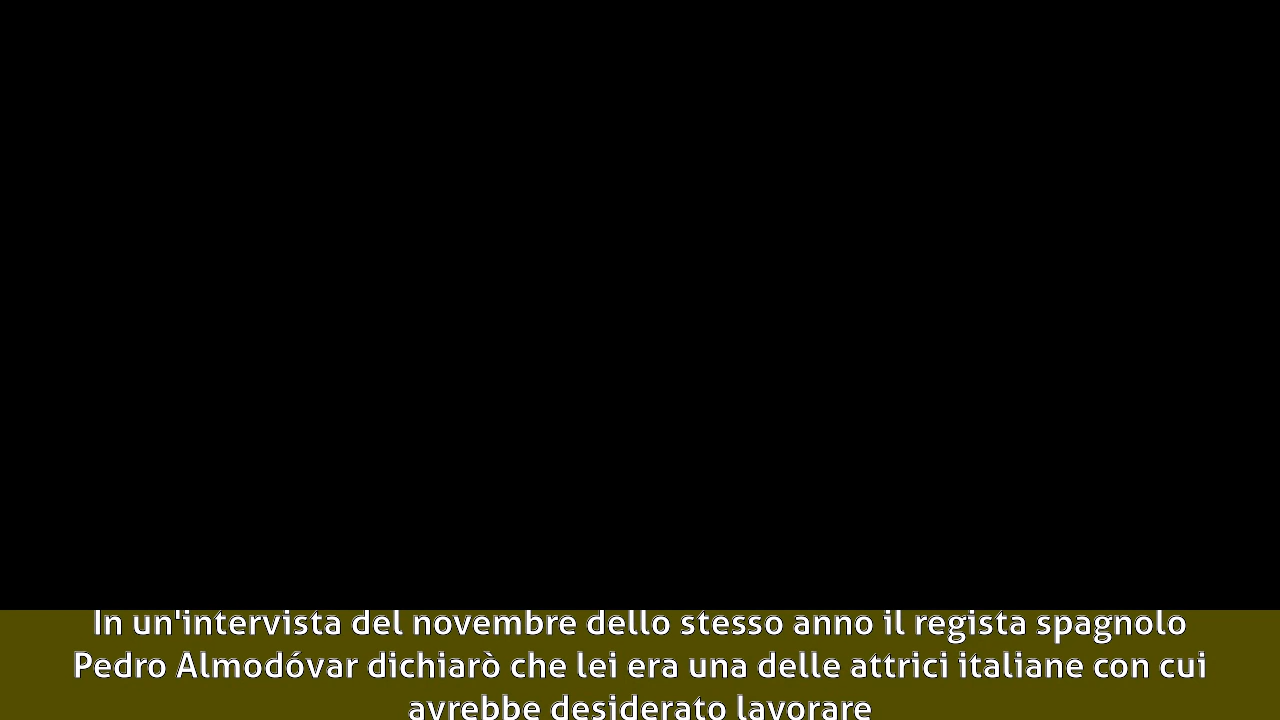 In un'intervista del novembre dello stesso anno il regista spagnolo
Pedro Almodóvar dichiarò che lei era una delle attrici italiane con cui
avrebbe desiderato lavorare